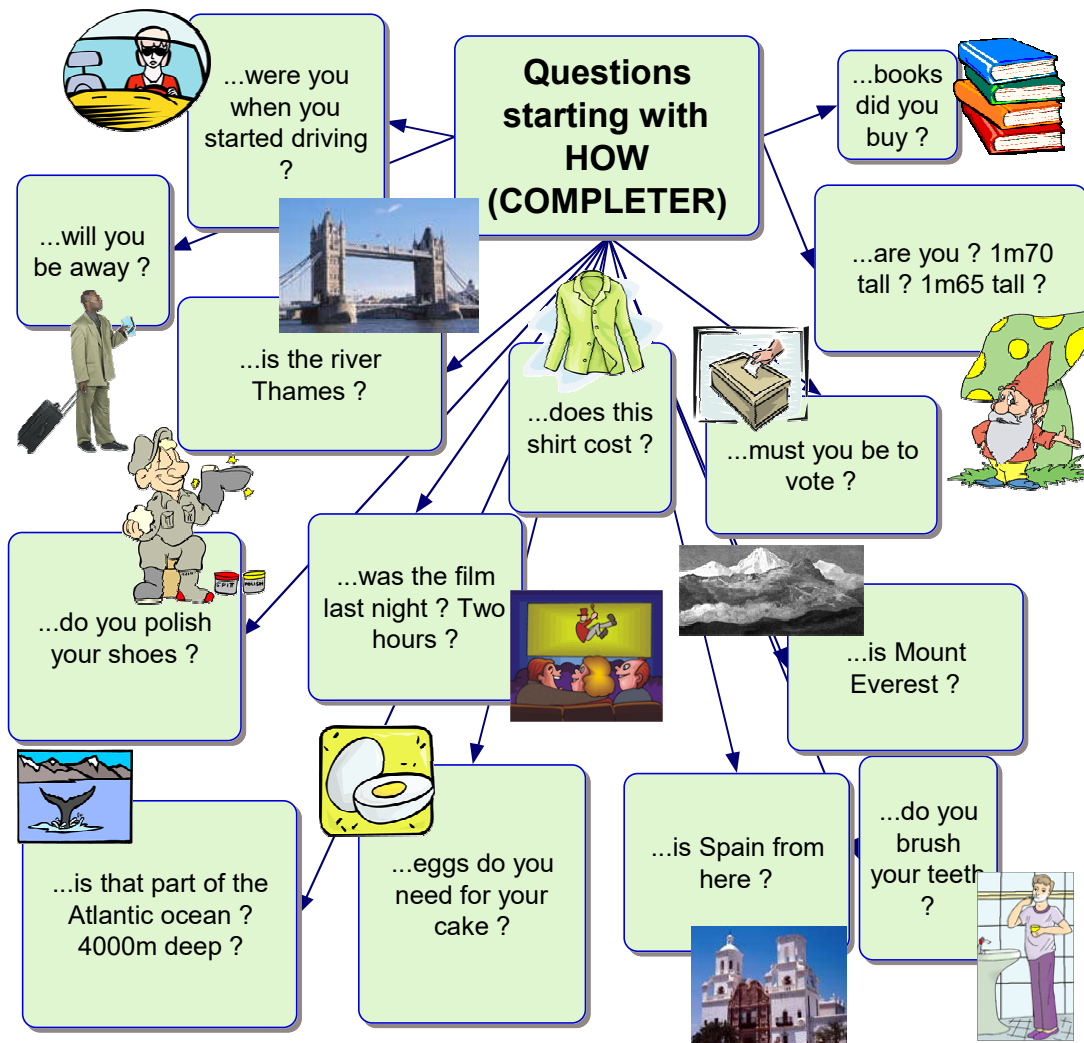 Questions
starting with
HOW
(COMPLETER)
...were you
when you
started driving
?
...books
did you
buy ?
...will you
be away ?
...are you ? 1m70
tall ? 1m65 tall ?
...is the river
Thames ?
...does this
shirt cost ?
...must you be to
vote ?
...do you polish
your shoes ?
SPIT
POLISH
...was the film
last night ? Two
hours ?
...is Mount
Everest ?
...is that part of the
Atlantic ocean ?
4000m deep ?
...eggs do you
need for your
cake ?
...is Spain from
here ?
...do you
brush
your teeth
?